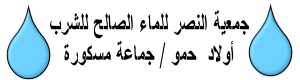 جمعية النصر للماء الصالح للشرب
أولاد حمو / جماعة مسكورة